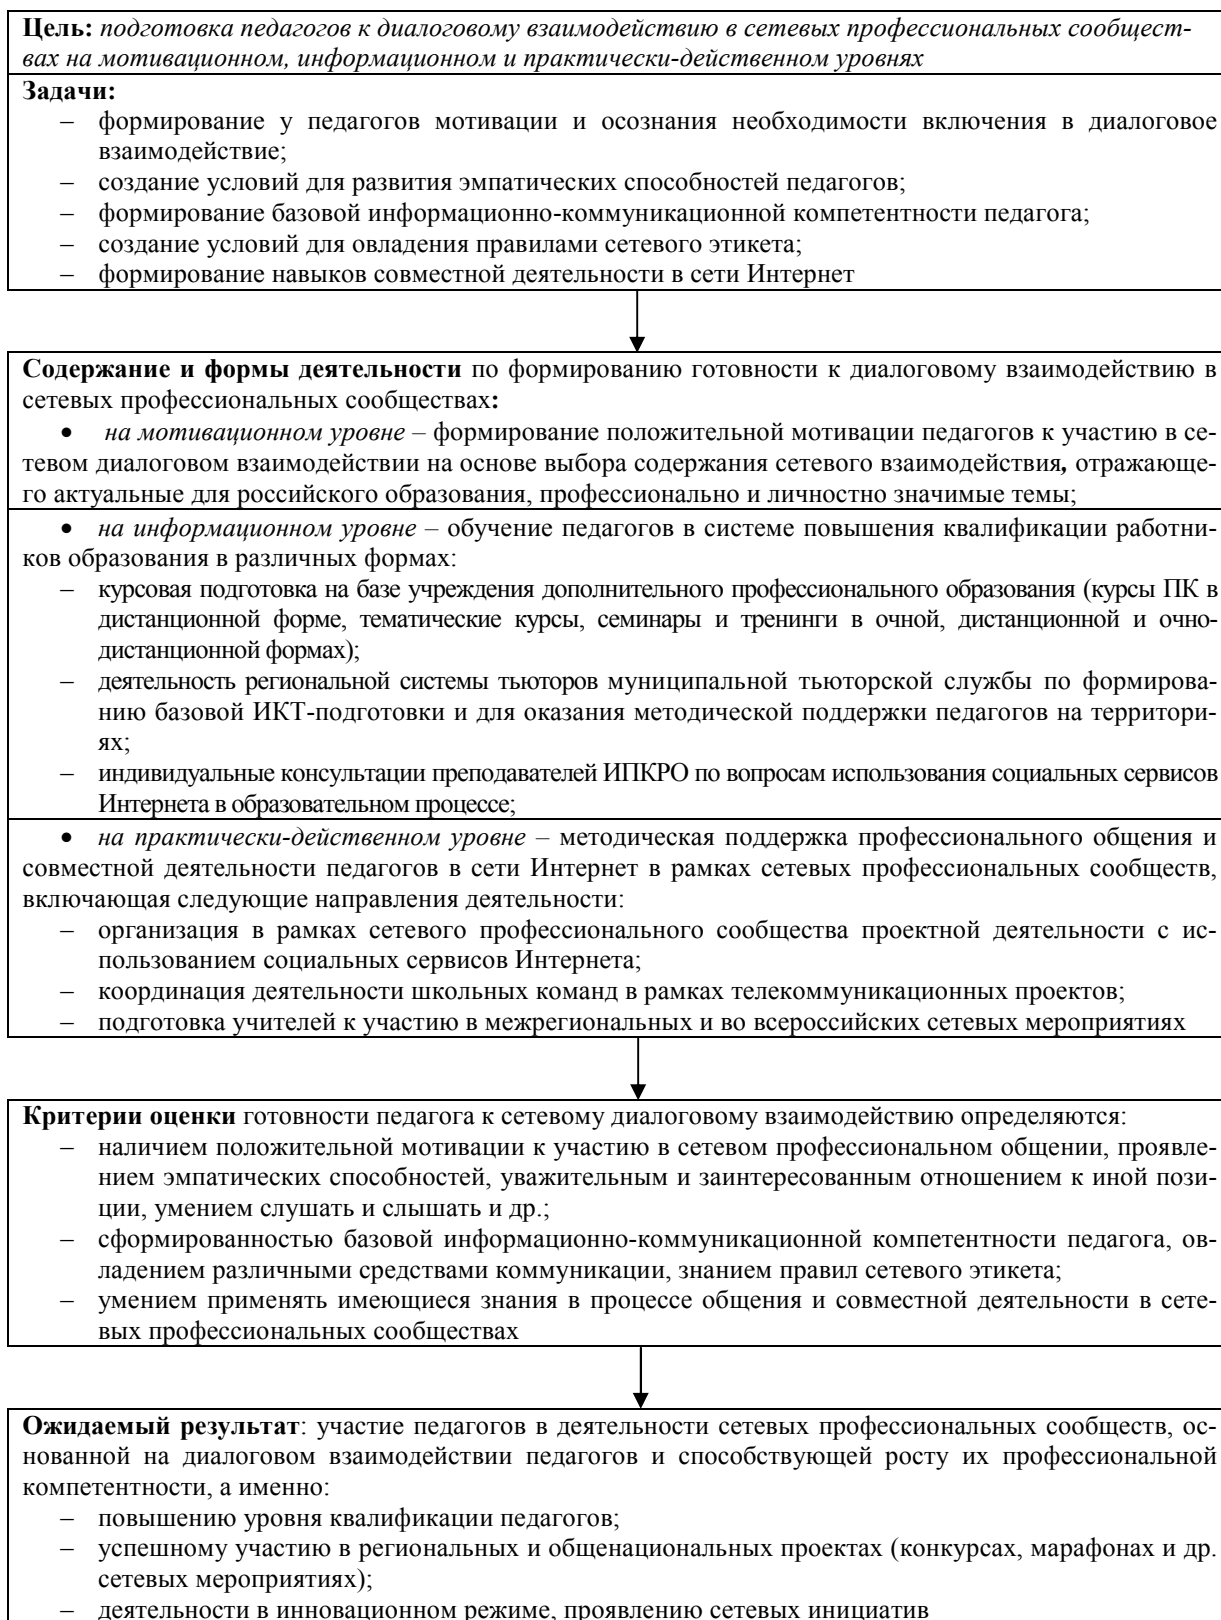 Цель: подготовка педагогов к диалоговому взаимодействию в сетевых профессиональных сообщест-
вах на мотивационном, информационном и практически-действенном уровнях
Задачи:
– формирование у педагогов мотивации и осознания необходимости включения в диалоговое
взаимодействие;
– создание условий для развития эмпатических способностей педагогов;
– формирование базовой информационно-коммуникационной компетентности педагога;
– создание условий для овладения правилами сетевого этикета;
– формирование навыков совместной деятельности в сети Интернет
Содержание и формы деятельности по формированию готовности к диалоговому взаимодействию в
сетевых профессиональных сообществах:
• на мотивационном уровне – формирование положительной мотивации педагогов к участию в се-
тевом диалоговом взаимодействии на основе выбора содержания сетевого взаимодействия, отражающе-
го актуальные для российского образования, профессионально и личностно значимые темы;
• на информационном уровне – обучение педагогов в системе повышения квалификации работни-
ков образования в различных формах:
– курсовая подготовка на базе учреждения дополнительного профессионального образования (курсы ПК в
дистанционной форме, тематические курсы, семинары и тренинги в очной, дистанционной и очно-
дистанционной формах);
– деятельность региональной системы тьюторов муниципальной тьюторской службы по формирова-
нию базовой ИКТ-подготовки и для оказания методической поддержки педагогов на территори-
ях;
– индивидуальные консультации преподавателей ИПКРО по вопросам использования социальных сервисов
Интернета в образовательном процессе;
• на практически-действенном уровне – методическая поддержка профессионального общения и
совместной деятельности педагогов в сети Интернет в рамках сетевых профессиональных сообществ,
включающая следующие направления деятельности:
– организация в рамках сетевого профессионального сообщества проектной деятельности с ис-
пользованием социальных сервисов Интернета;
– координация деятельности школьных команд в рамках телекоммуникационных проектов;
– подготовка учителей к участию в межрегиональных и во всероссийских сетевых мероприятиях
Критерии оценки готовности педагога к сетевому диалоговому взаимодействию определяются:
– наличием положительной мотивации к участию в сетевом профессиональном общении, проявле-
нием эмпатических способностей, уважительным и заинтересованным отношением к иной пози-
ции, умением слушать и слышать и др.;
– сформированностью базовой информационно-коммуникационной компетентности педагога, ов-
ладением различными средствами коммуникации, знанием правил сетевого этикета;
– умением применять имеющиеся знания в процессе общения и совместной деятельности в сете-
вых профессиональных сообществах
Ожидаемый результат: участие педагогов в деятельности сетевых профессиональных сообществ, ос-
нованной на диалоговом взаимодействии педагогов и способствующей росту их профессиональной
компетентности, а именно:
– повышению уровня квалификации педагогов;
– успешному участию в региональных и общенациональных проектах (конкурсах, марафонах и др.
сетевых мероприятиях);
– деятельности в инновационном режиме, проявлению сетевых инициатив